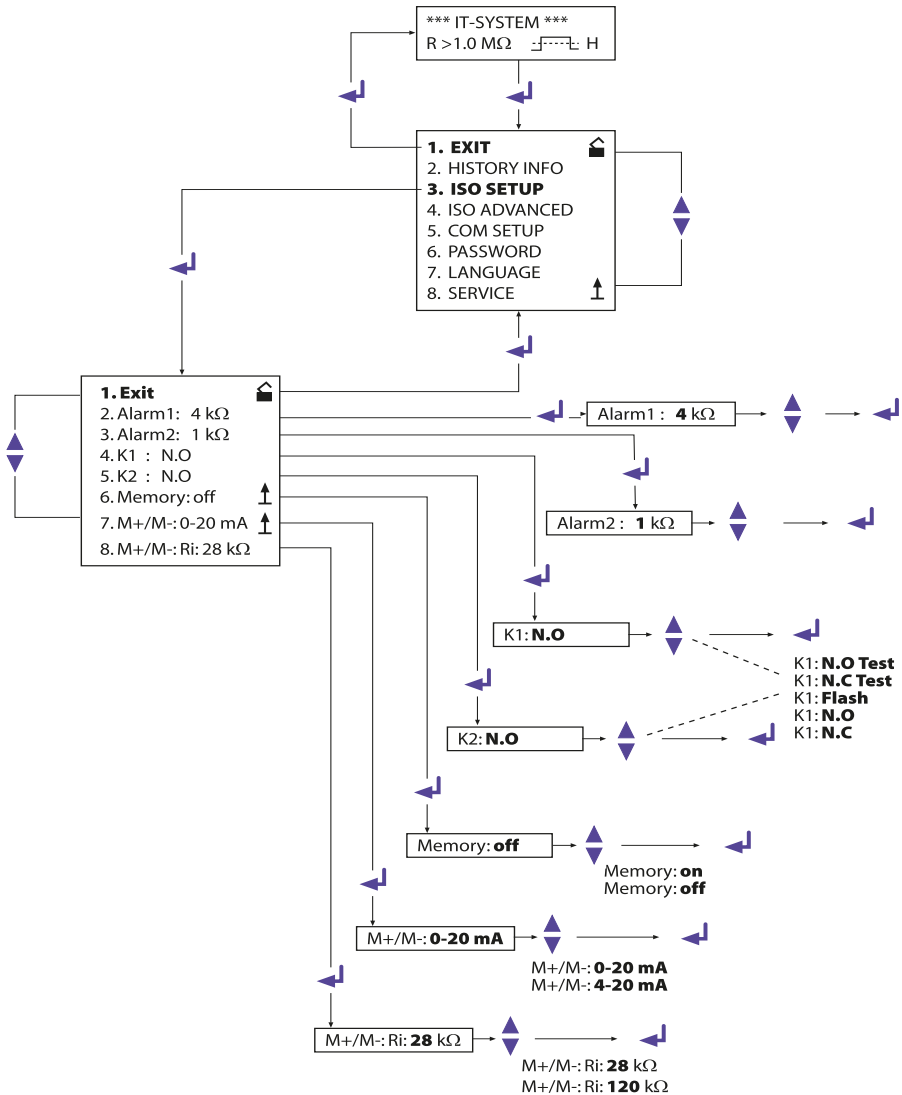 *** IT-SYSTEM ***
R >1.0 MΩ H
1. EXIT
2. HISTORY INFO
3. ISO SETUP
4. ISO ADVANCED
5. COM SETUP
6. PASSWORD
7. LANGUAGE
8. SERVICE
1. Exit
2. Alarm1: 4 kΩ
3. Alarm2: 1 kΩ
4. K1 : N.O
5. K2 : N.O
6. Memory: off
7. M+/M-: 0-20 mA
8. M+/M-: Ri: 28 kΩ
Alarm1 : 4 kΩ
Alarm2 : 1 kΩ
K1: N.O
K1: N.O Test
K1: N.C Test
K1: Flash
K1: N.O
K1: N.C
K2: N.O
Memory: off
Memory: on
Memory: off
M+/M-: 0-20 mA
M+/M-: 0-20 mA
M+/M-: 4-20 mA
M+/M-: Ri: 28 kΩ
M+/M-: Ri: 28 kΩ
M+/M-: Ri: 120 kΩ